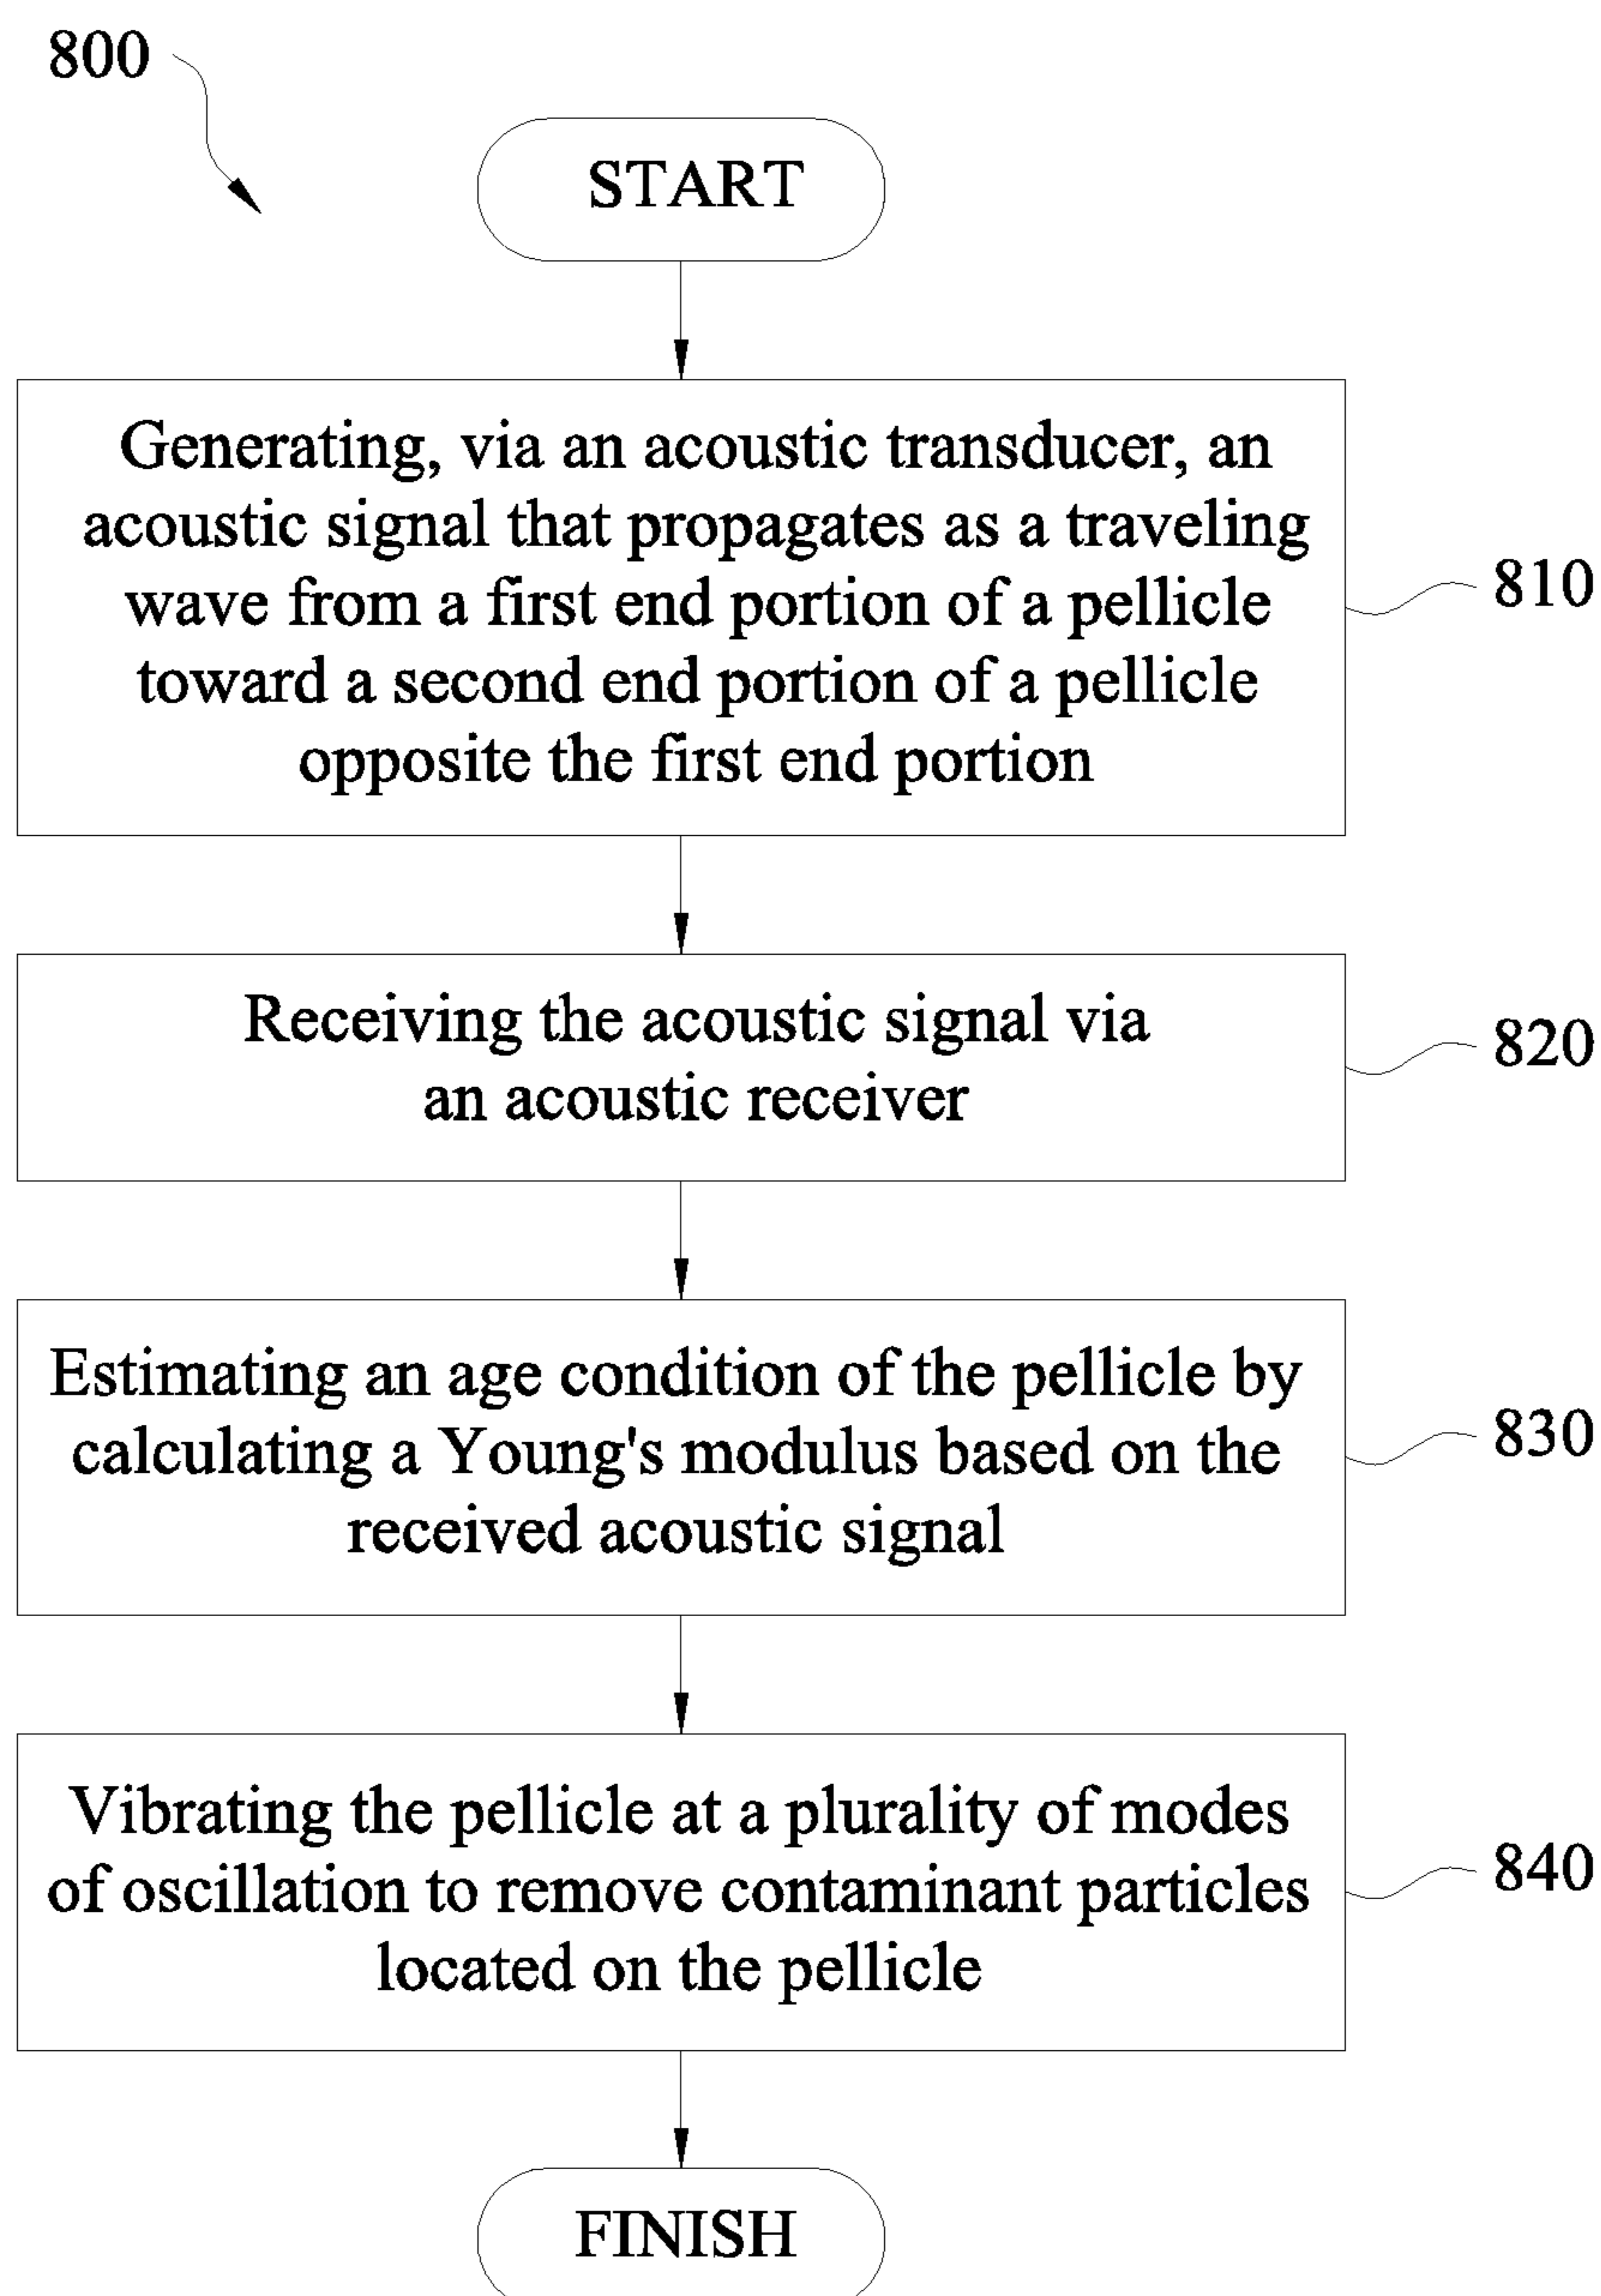 800
START
Generating, via an acoustic transducer, an
acoustic signal that propagates as a traveling
wave from a first end portion of a pellicle
toward a second end portion of a pellicle
opposite the first end portion
810
Receiving the acoustic signal via
an acoustic receiver
820
Estimating an age condition of the pellicle by
calculating a Young's modulus based on the
received acoustic signal
830
Vibrating the pellicle at a plurality of modes
of oscillation to remove contaminant particles
located on the pellicle
840
FINISH